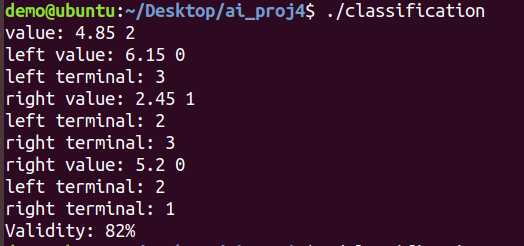 demo@ubuntu:~/Desktop/ai_proj4$ ./classification
value: 4.85 2
left value: 6.15 0
left terminal: 3
right value: 2.45 1
left terminal: 2
right terminal: 3
right value: 5.2 0
left terminal: 2
right terminal: 1
Validity: 82%